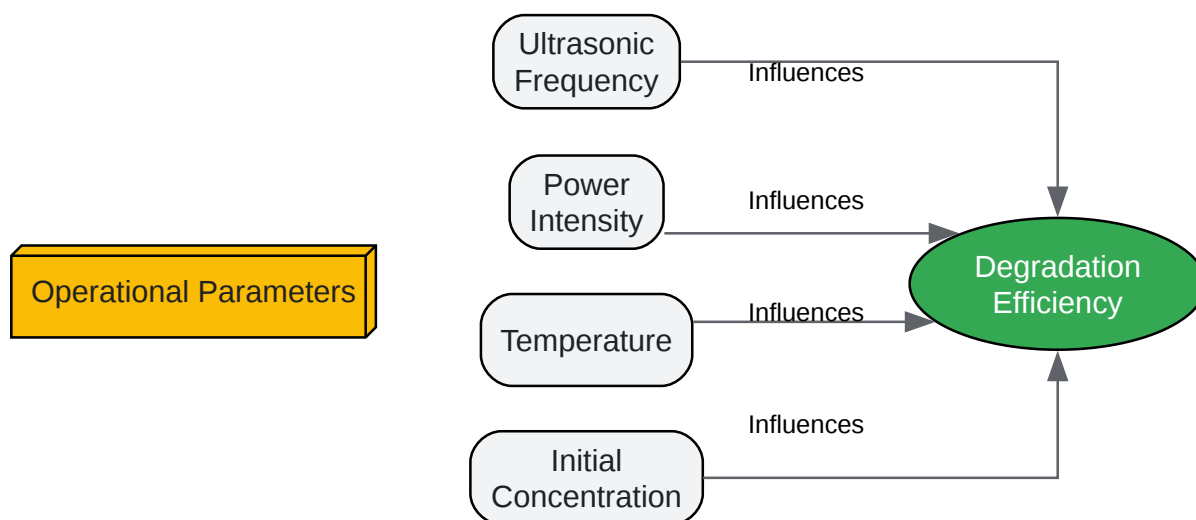 Ultrasonic
Frequency
Influences
Power
Intensity
Influences
Operational Parameters
Degradation
Efficiency
Temperature
Influences
Initial
Concentration
Influences